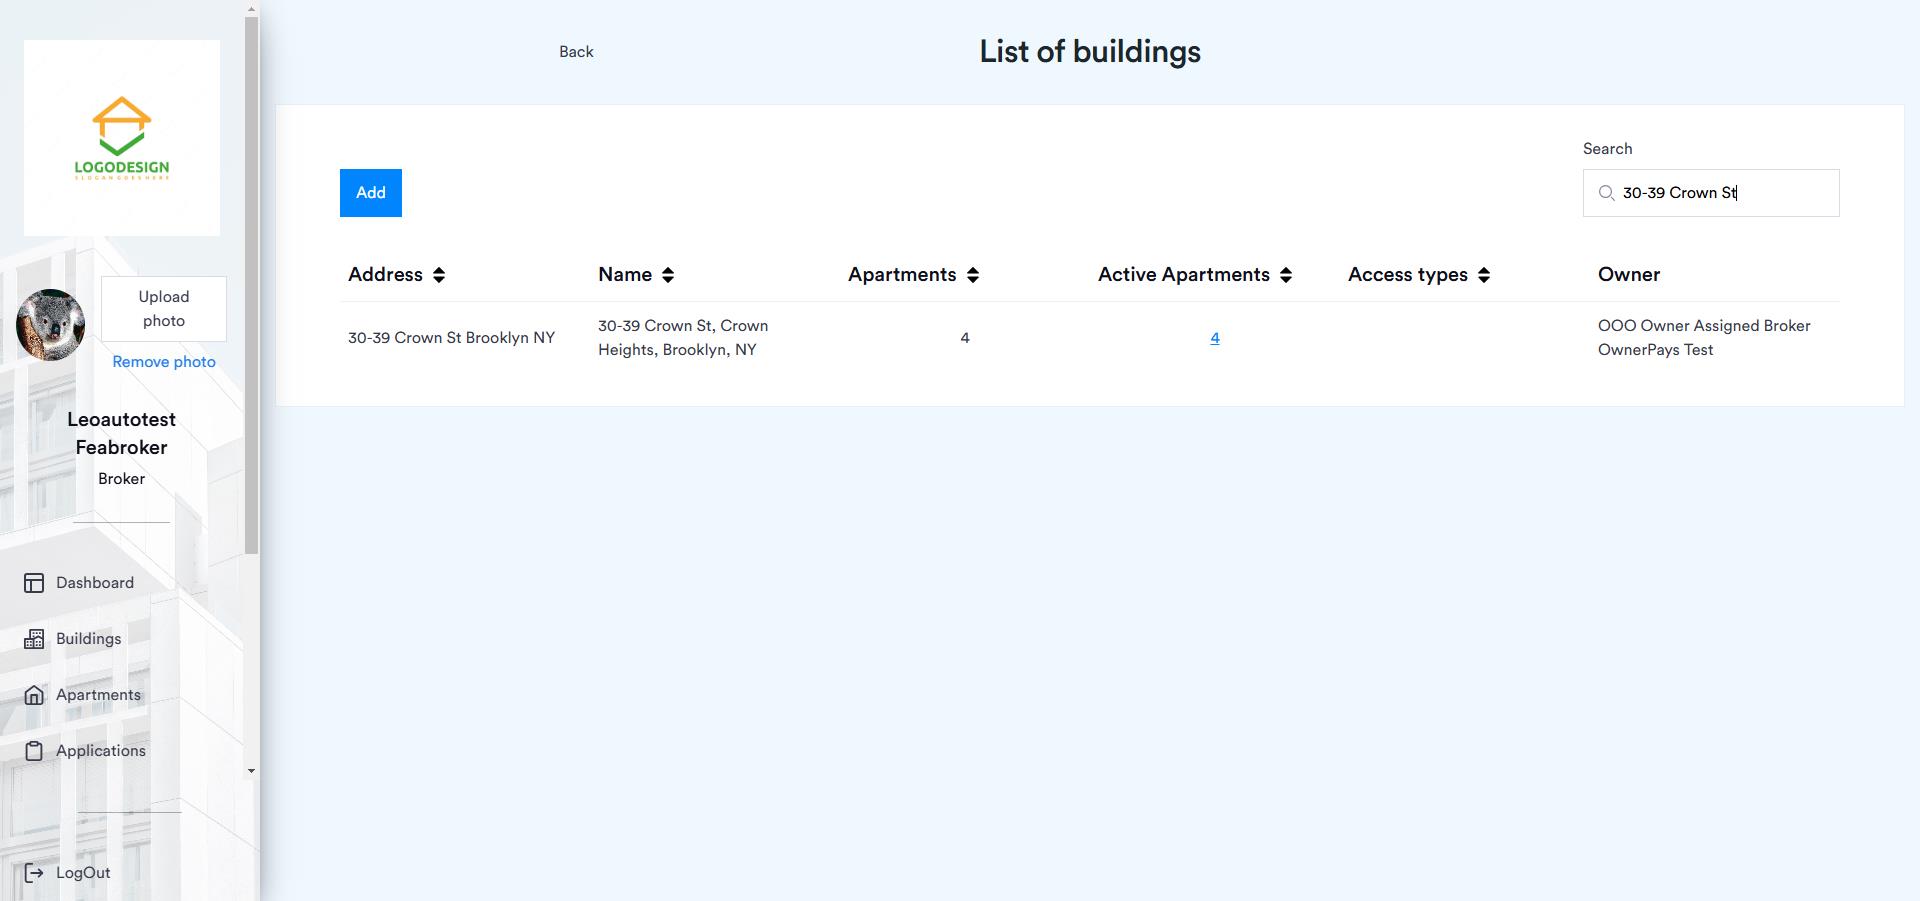 LOGODESIGN
SLOGANGOESHERE
Upload
photo
Remove photo
Leoautotest
Feabroker
Broker
Dashboard
Buildings
Apartments
Applications
LogOut
Back
List of buildings
Add
Search
30-39 Crown St
Address
Name
Apartments
Active Apartments
Access types
Owner
30-39 Crown St Brooklyn NY
30-39 Crown St, Crown
Heights, Brooklyn, NY
4
4
OOO Owner Assigned Broker
OwnerPays Test